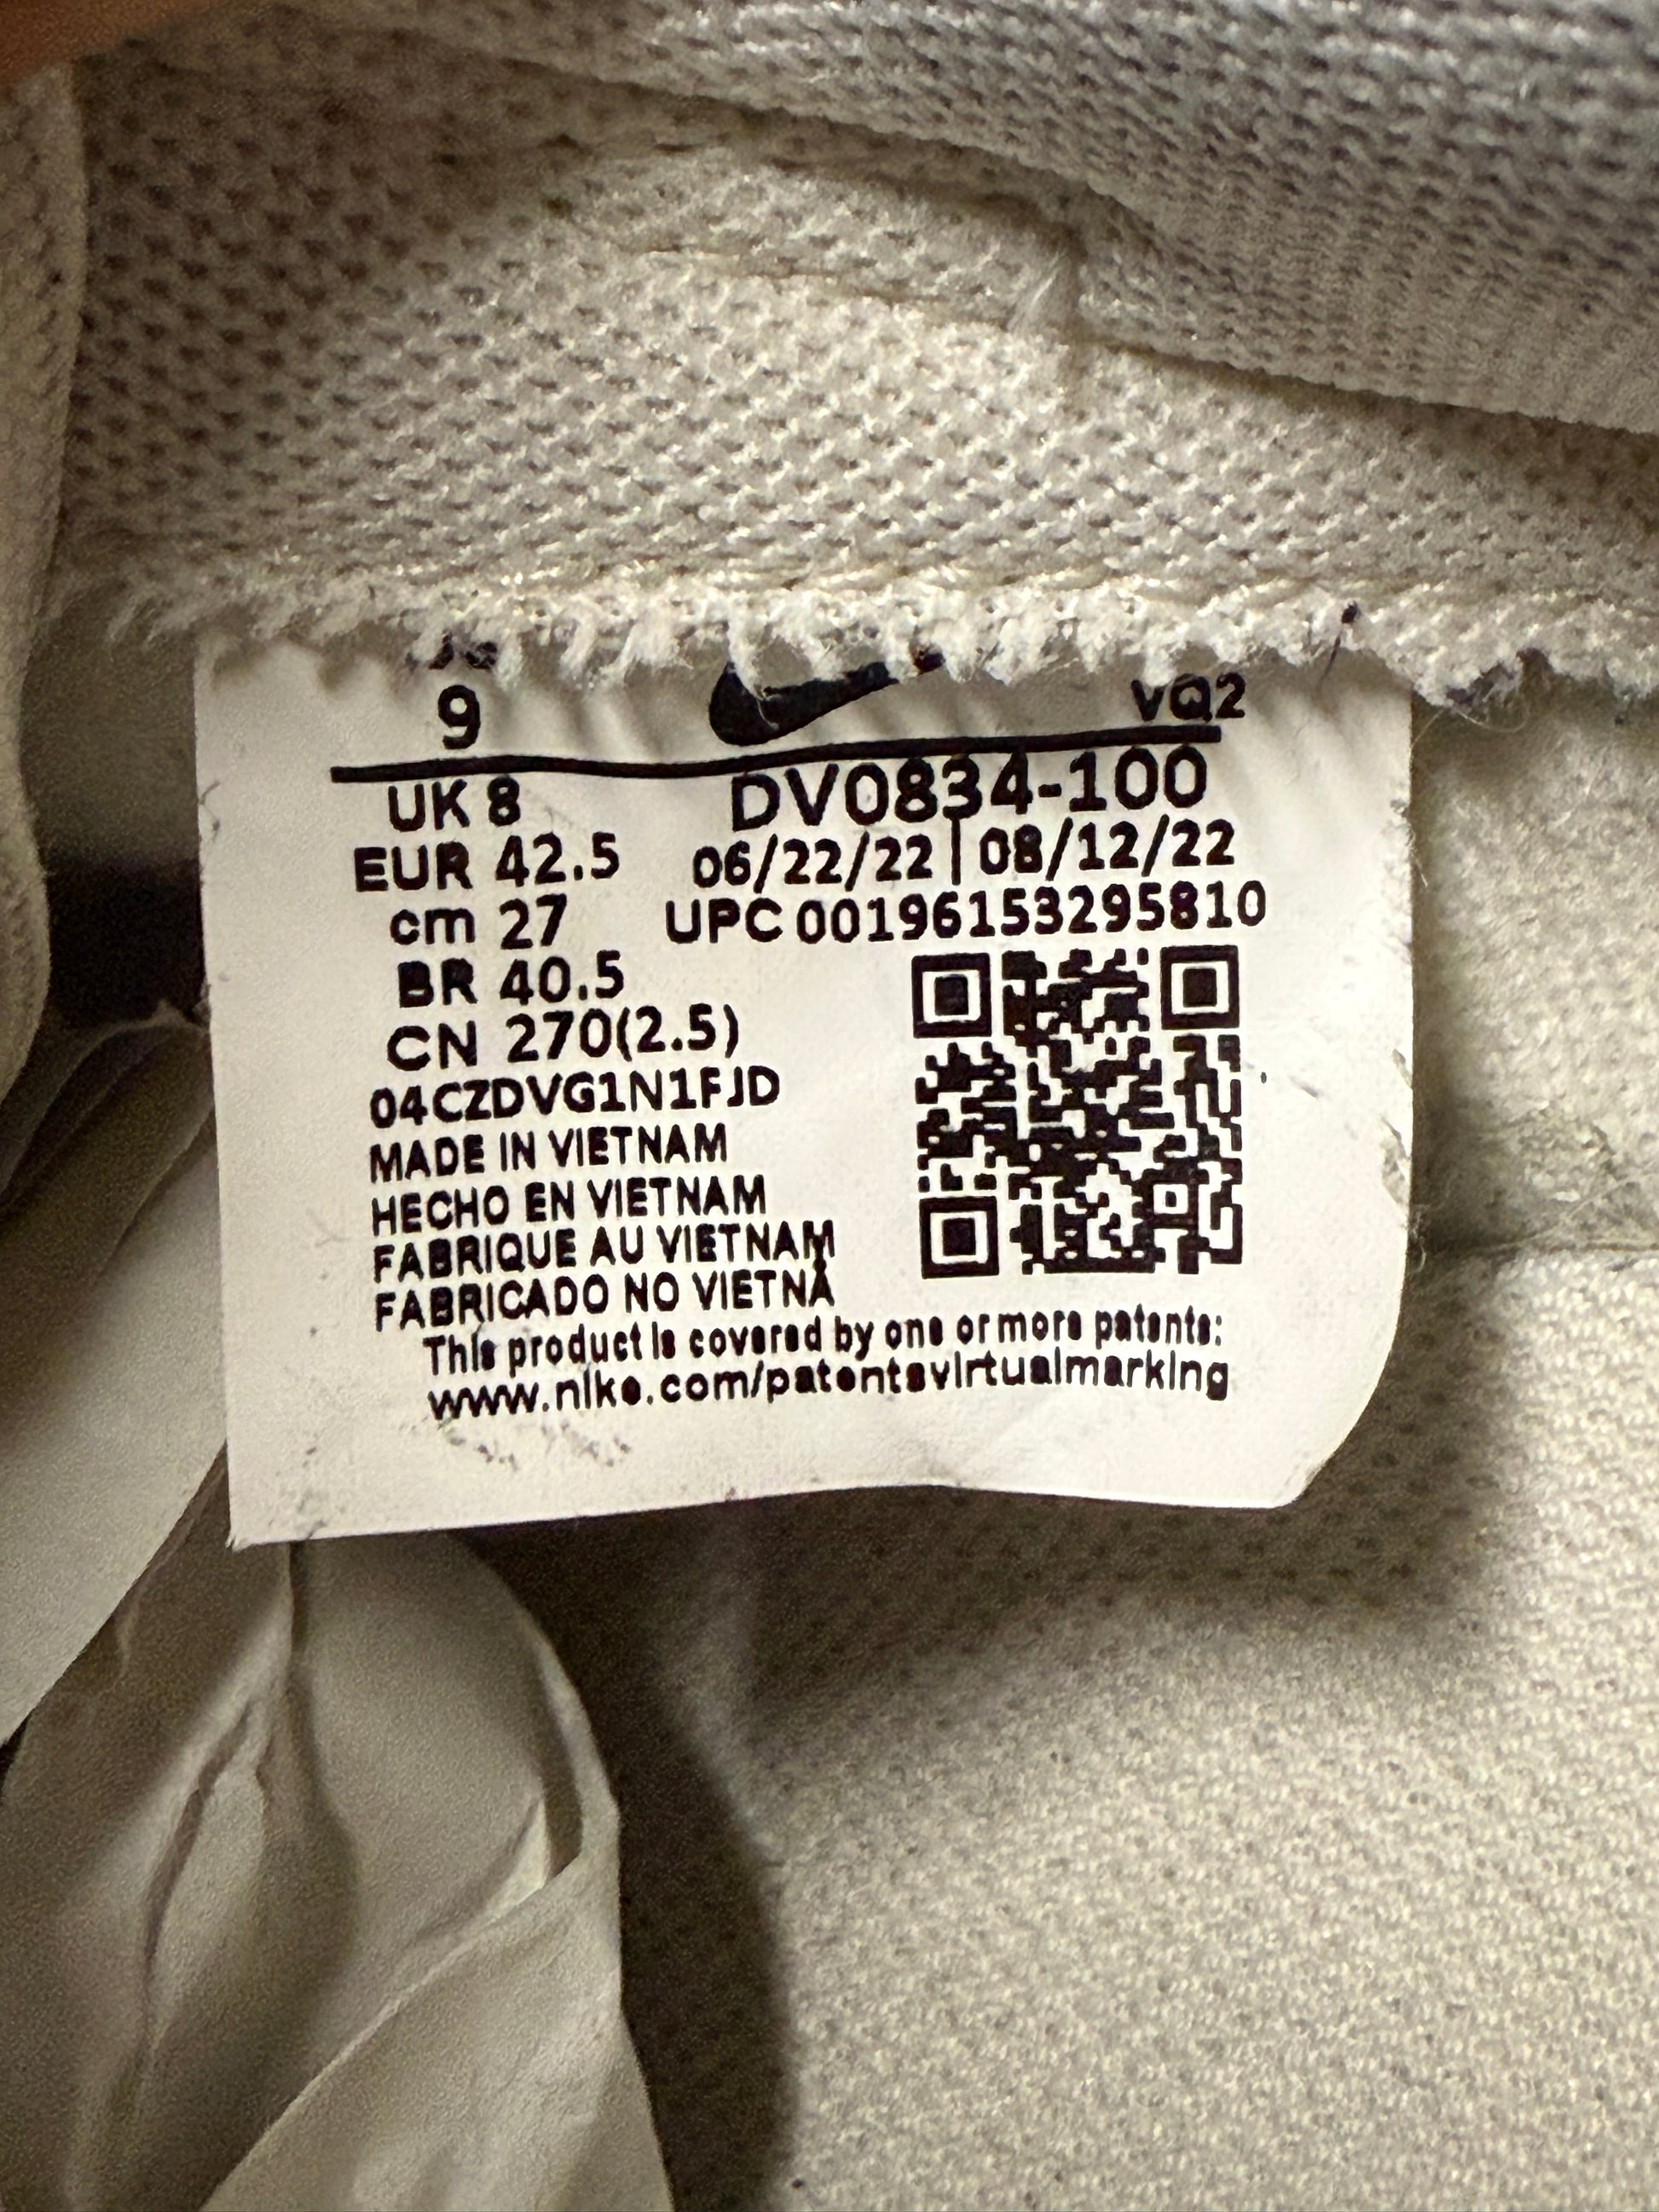 9
VQ2
UK 8
DV0834-100
EUR 42.5
06/22/22 | 08/12/22
cm 27
UPC 00196153295810
BR 40.5
CN 270(2.5)
04CZDVG1N1FJD
MADE IN VIETNAM
HECHO EN VIETNAM
FABRIQUE AU VIETNAM
FABRICADO NO VIETNÃ
This product is covered by one or more patents:
www.nike.com/patentsvirtualmarking